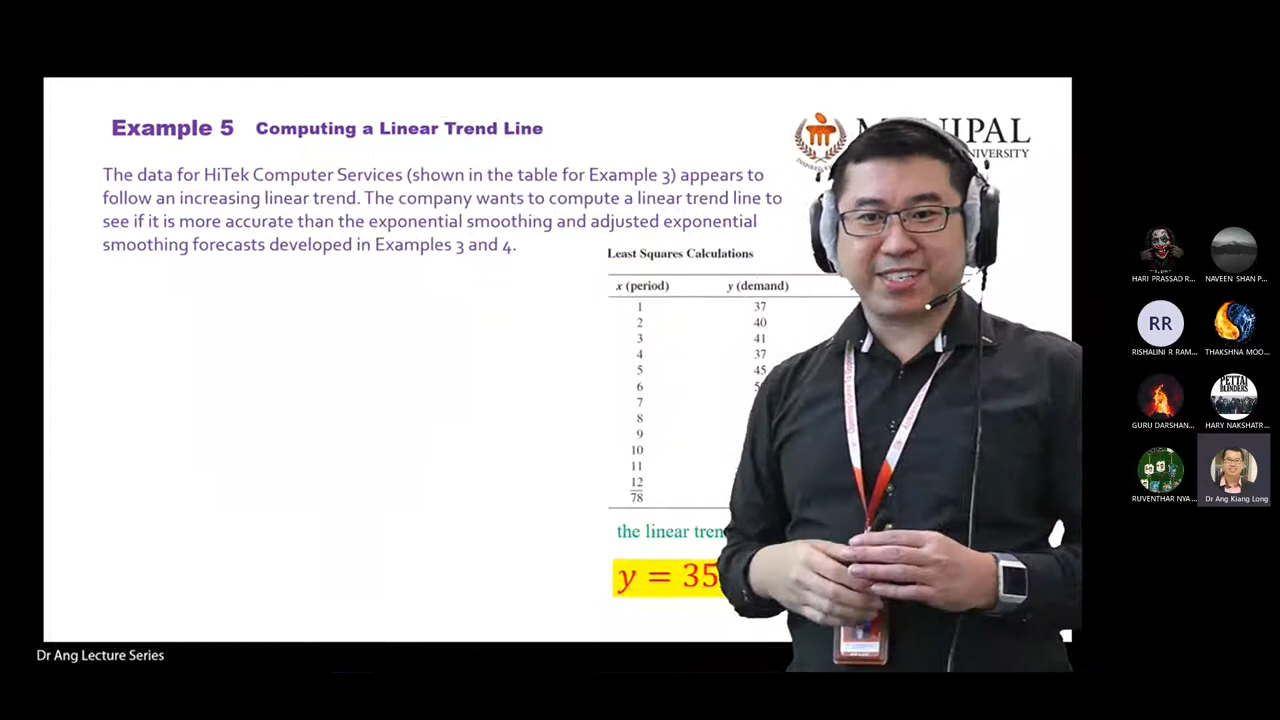 Example 5 Computing a Linear Trend Line
IPAL
NIVERSITY
The data for HiTek Computer Services (shown in the table for Example 3) appears to
follow an increasing linear trend. The company wants to compute a linear trend line to
see if it is more accurate than the exponential smoothing and adjusted exponential
smoothing forecasts developed in Examples 3 and 4.
Least Squares Calculations
x (period) y (demand)
1 37
2 40
3 41
4 37
5 45
6
7
8
9
10
11
12
78
the linear tren
y = 35
Dr Ang Lecture Series
HARI PRASSAD R... NAVEEN SHAN P...
RR
RISHALINI R RAM... THAKSHNA MOO...
PETTAI
BLINDERS
GURU DARSHAN... HARY NAKSHATR...
RUVENTHAR NYA... Dr Ang Kiang Long